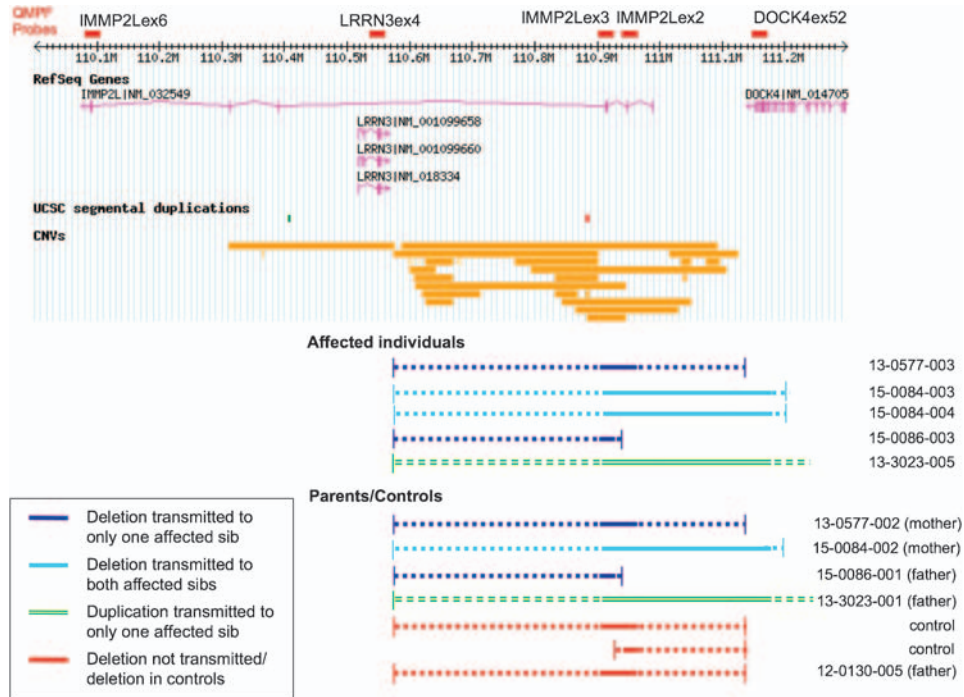 QMPF
Probes
IMMP2Lex6
LRRN3ex4
IMMP2Lex3
IMMP2Lex2
DOCK4ex52
110.1M 110.2M 110.3M 110.4M 110.5M 110.6M 110.7M 110.8M 110.9M 111M 111.1M 111.2M
RefSeq Genes
IMMP2L|NM_032549
DOCK4|NM_014705
LRRN3|NM_001099658
LRRN3|NM_001099660
LRRN3|NM_018334
UCSC segmental duplications
CNVs
Affected individuals
13-0577-003
15-0084-003
15-0084-004
15-0086-003
13-3023-005
Parents/Controls
13-0577-002 (mother)
15-0084-002 (mother)
15-0086-001 (father)
13-3023-001 (father)
control
control
12-0130-005 (father)
Deletion transmitted to
only one affected sib
Deletion transmitted to
both affected sibs
Duplication transmitted to
only one affected sib
Deletion not transmitted/
deletion in controls